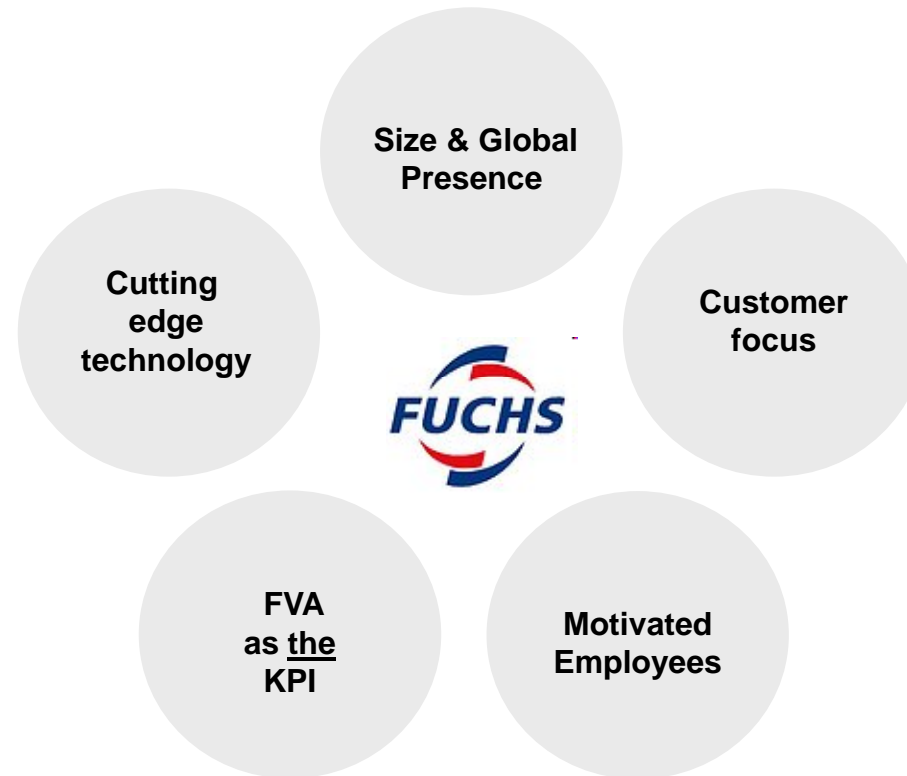 Size & Global
Presence
Cutting
edge
technology
Customer
focus
FUCHS
FVA
as the
KPI
Motivated
Employees